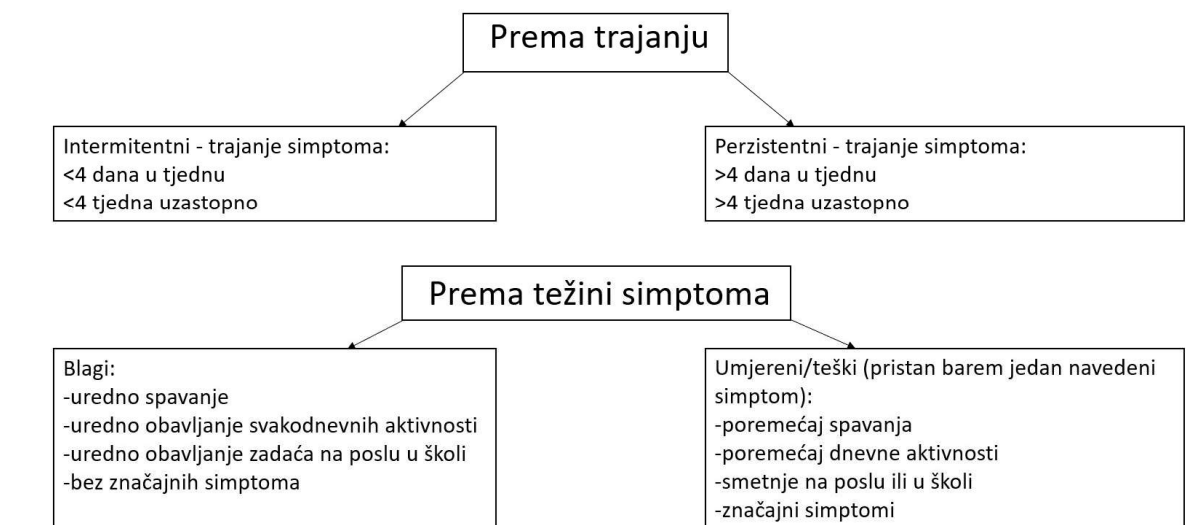 Prema trajanju
Intermitentni - trajanje simptoma:
<4 dana u tjednu
<4 tjedna uzastopno
Perzistentni - trajanje simptoma:
>4 dana u tjednu
>4 tjedna uzastopno
Prema težini simptoma
Blagi:
-uredno spavanje
-uredno obavljanje svakodnevnih aktivnosti
-uredno obavljanje zadaća na poslu u školi
-bez značajnih simptoma
Umjereni/teški (pristan barem jedan navedeni
simptom):
-poremećaj spavanja
-poremećaj dnevne aktivnosti
-smetnje na poslu ili u školi
-značajni simptomi